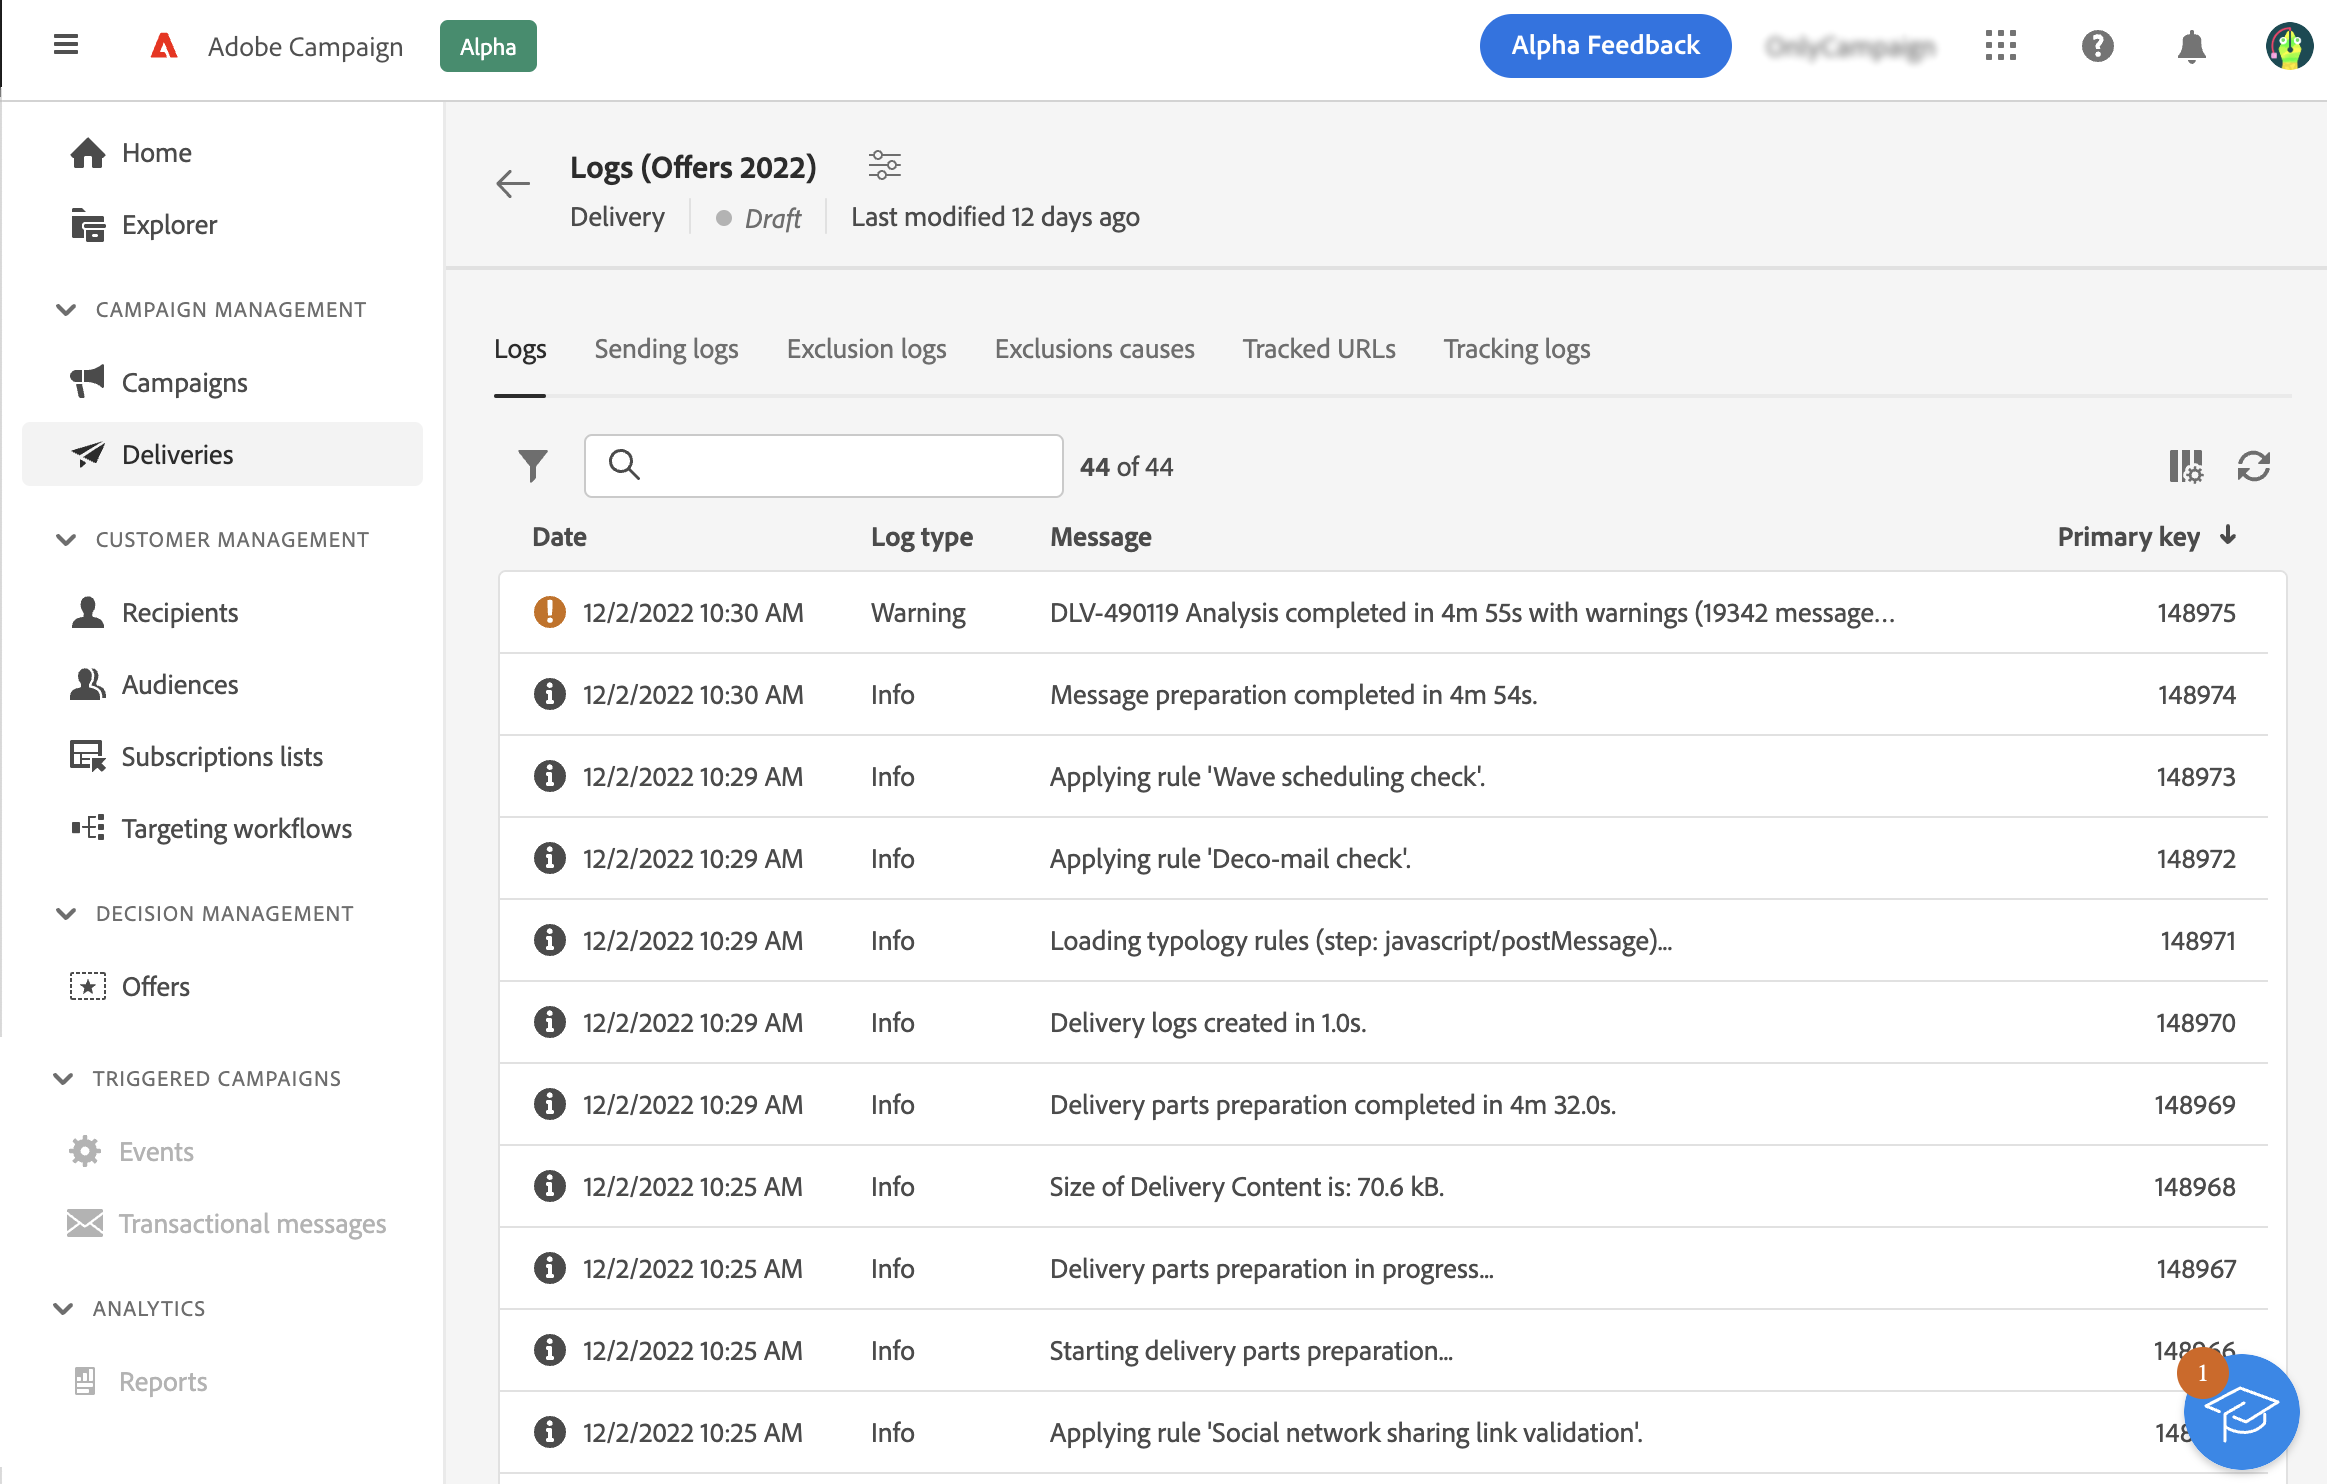 Adobe Campaign
Alpha
Alpha Feedback
Home
Explorer
CAMPAIGN MANAGEMENT
Campaigns
Deliveries
CUSTOMER MANAGEMENT
Recipients
Audiences
Subscriptions lists
Targeting workflows
DECISION MANAGEMENT
Offers
TRIGGERED CAMPAIGNS
Events
Transactional messages
ANALYTICS
Reports
Logs (Offers 2022)
Delivery Draft Last modified 12 days ago
Logs Sending logs Exclusion logs Exclusions causes Tracked URLs Tracking logs
44 of 44
Date Log type Message Primary key
12/2/2022 10:30 AM Warning DLV-490119 Analysis completed in 4m 55s with warnings (19342 message… 148975
12/2/2022 10:30 AM Info Message preparation completed in 4m 54s. 148974
12/2/2022 10:29 AM Info Applying rule 'Wave scheduling check'. 148973
12/2/2022 10:29 AM Info Applying rule 'Deco-mail check'. 148972
12/2/2022 10:29 AM Info Loading typology rules (step: javascript/postMessage)... 148971
12/2/2022 10:29 AM Info Delivery logs created in 1.0s. 148970
12/2/2022 10:29 AM Info Delivery parts preparation completed in 4m 32.0s. 148969
12/2/2022 10:25 AM Info Size of Delivery Content is: 70.6 kB. 148968
12/2/2022 10:25 AM Info Delivery parts preparation in progress... 148967
12/2/2022 10:25 AM Info Starting delivery parts preparation... 148966
12/2/2022 10:25 AM Info Applying rule 'Social network sharing link validation'.
1